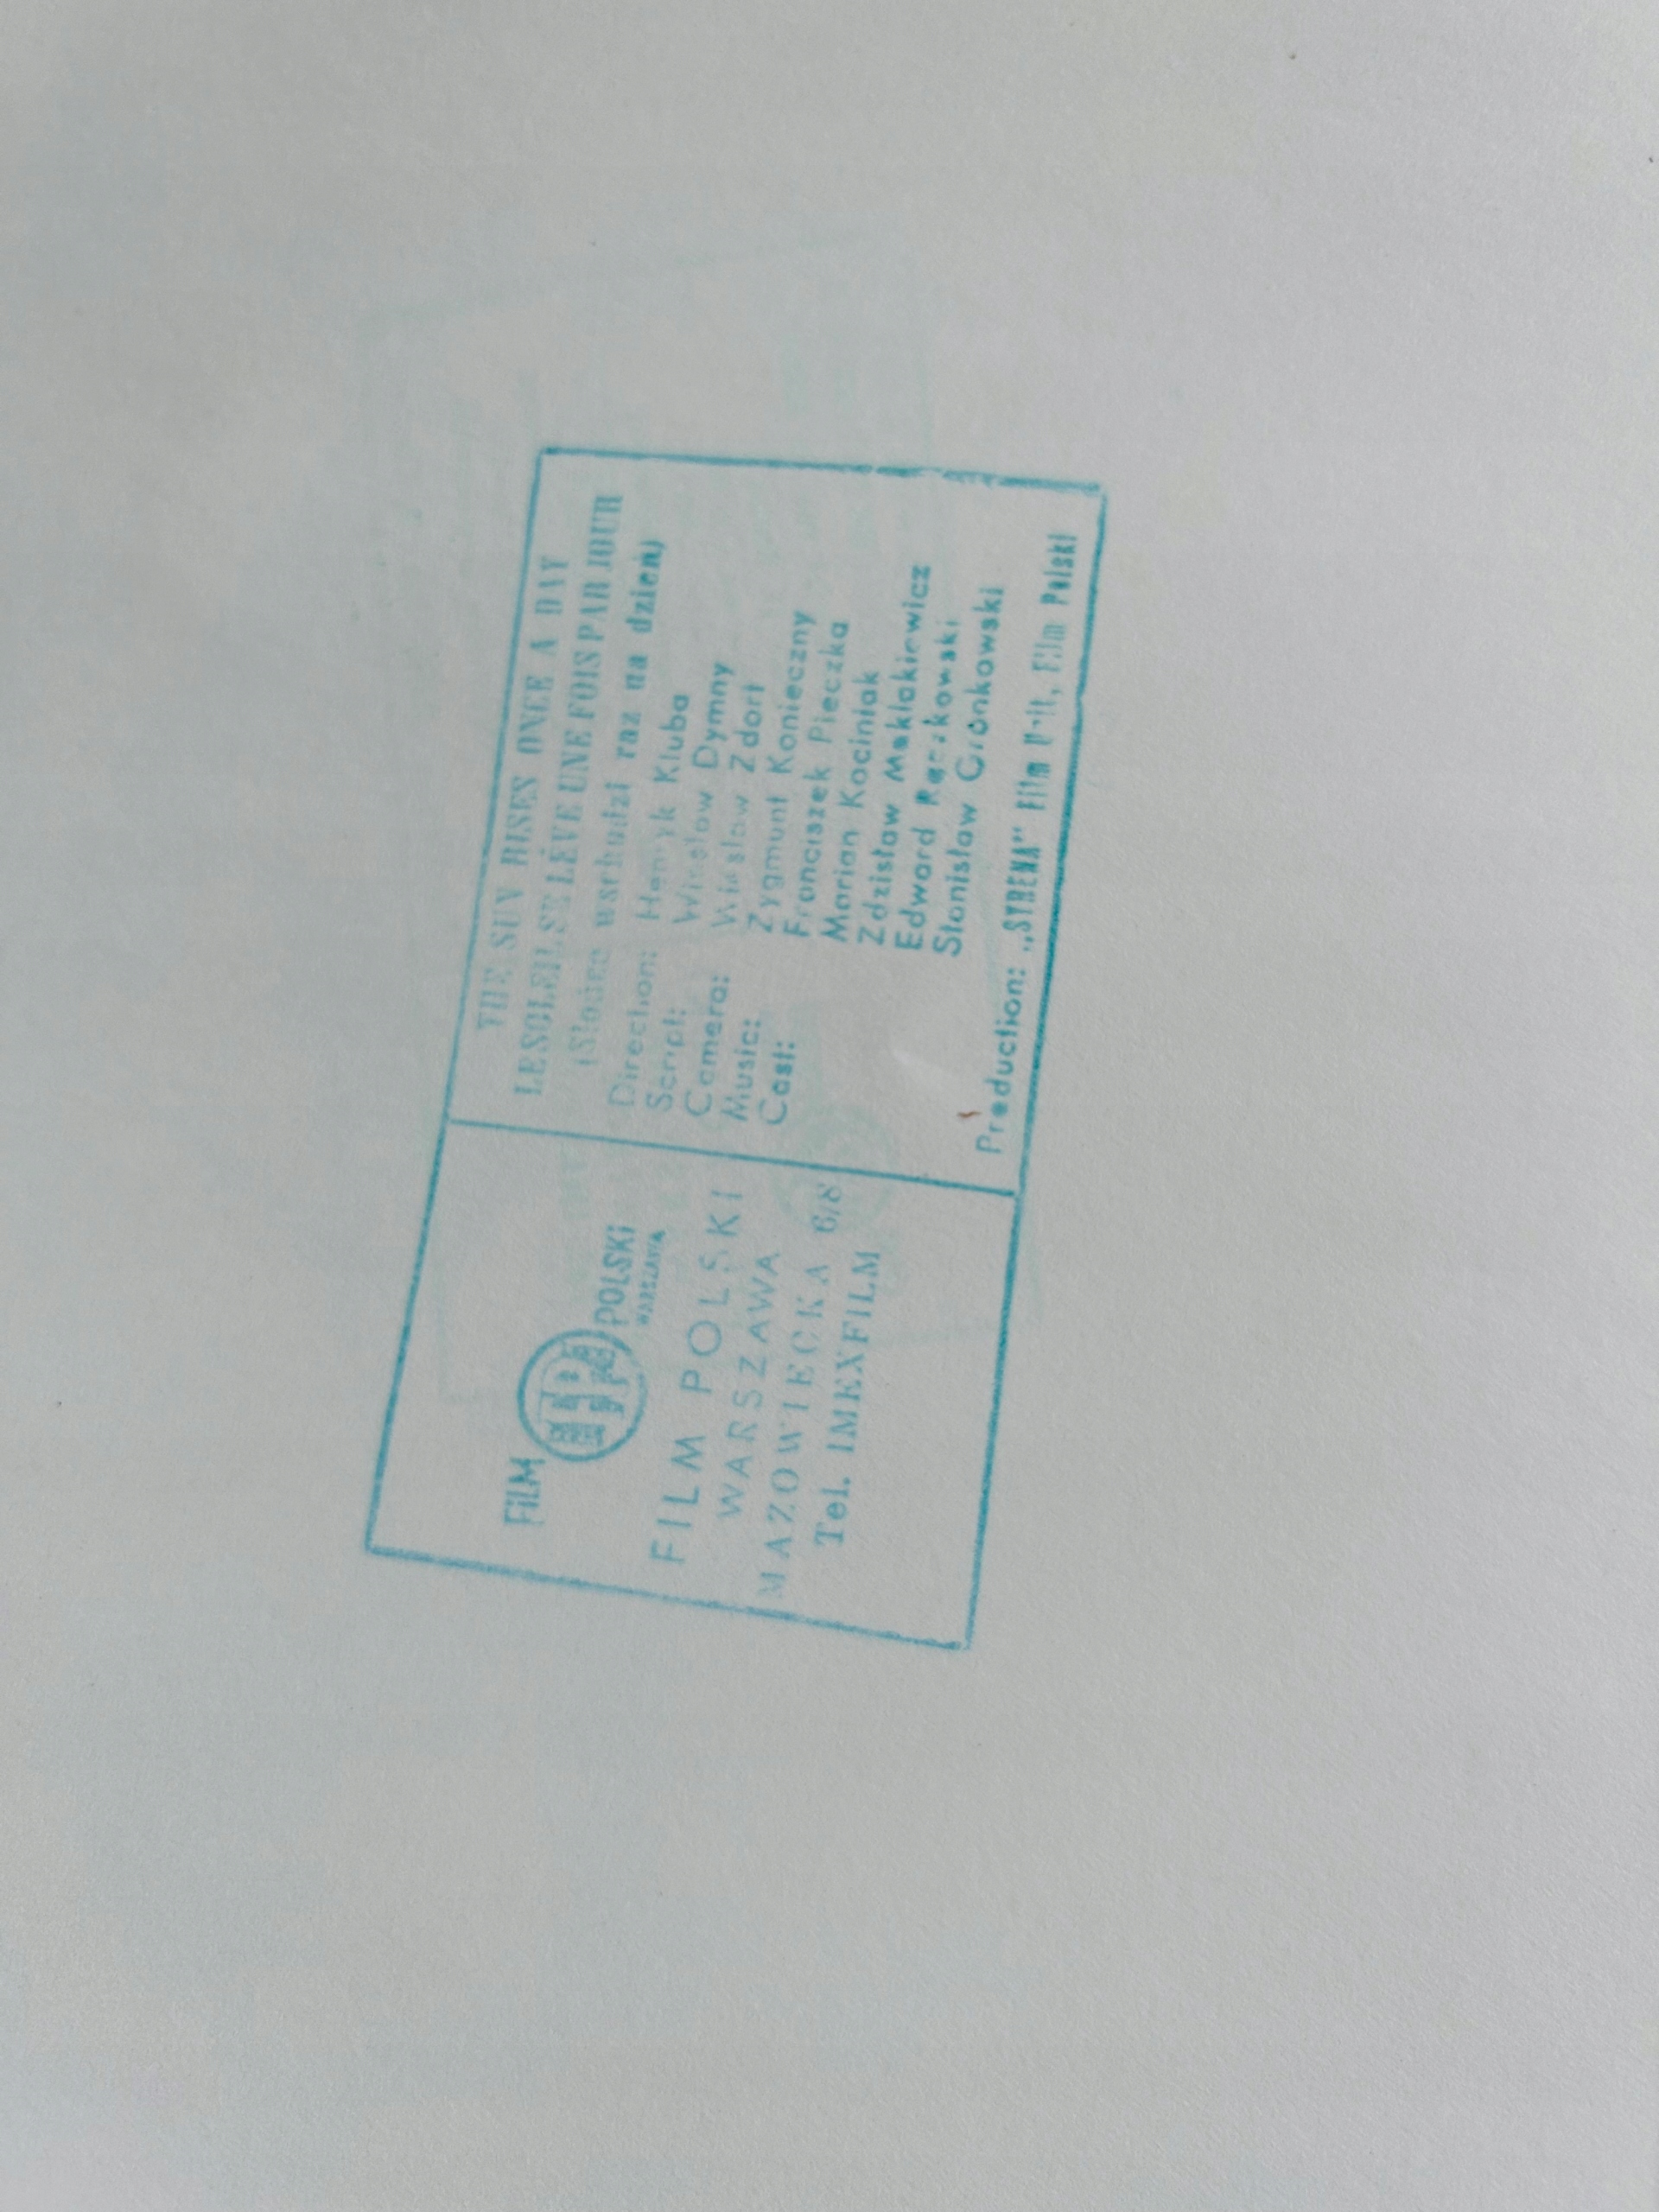 FiLM
POLSKi
WARSZAWA
FILM POLSKI
WARSZAWA
MAZOWIECKA 6/8
Tel. IMEXFILM
THE SUN RISES ONCE A DAY
LE SOLEIL SE LÈVE UNE FOIS PAR JOUR
(Słońce wschodzi raz na dzień)
Direction: Henryk Kluba
Script: Wiesław Dymny
Camera: Wiesław Zdort
Music: Zygmunt Konieczny
Cast: Franciszek Pieczka
Marian Kociniak
Zdzisław Maklakiewicz
Edward Rączkowski
Stanisław Gronkowski
Production: „SYRENA" Film Unit, Film Polski